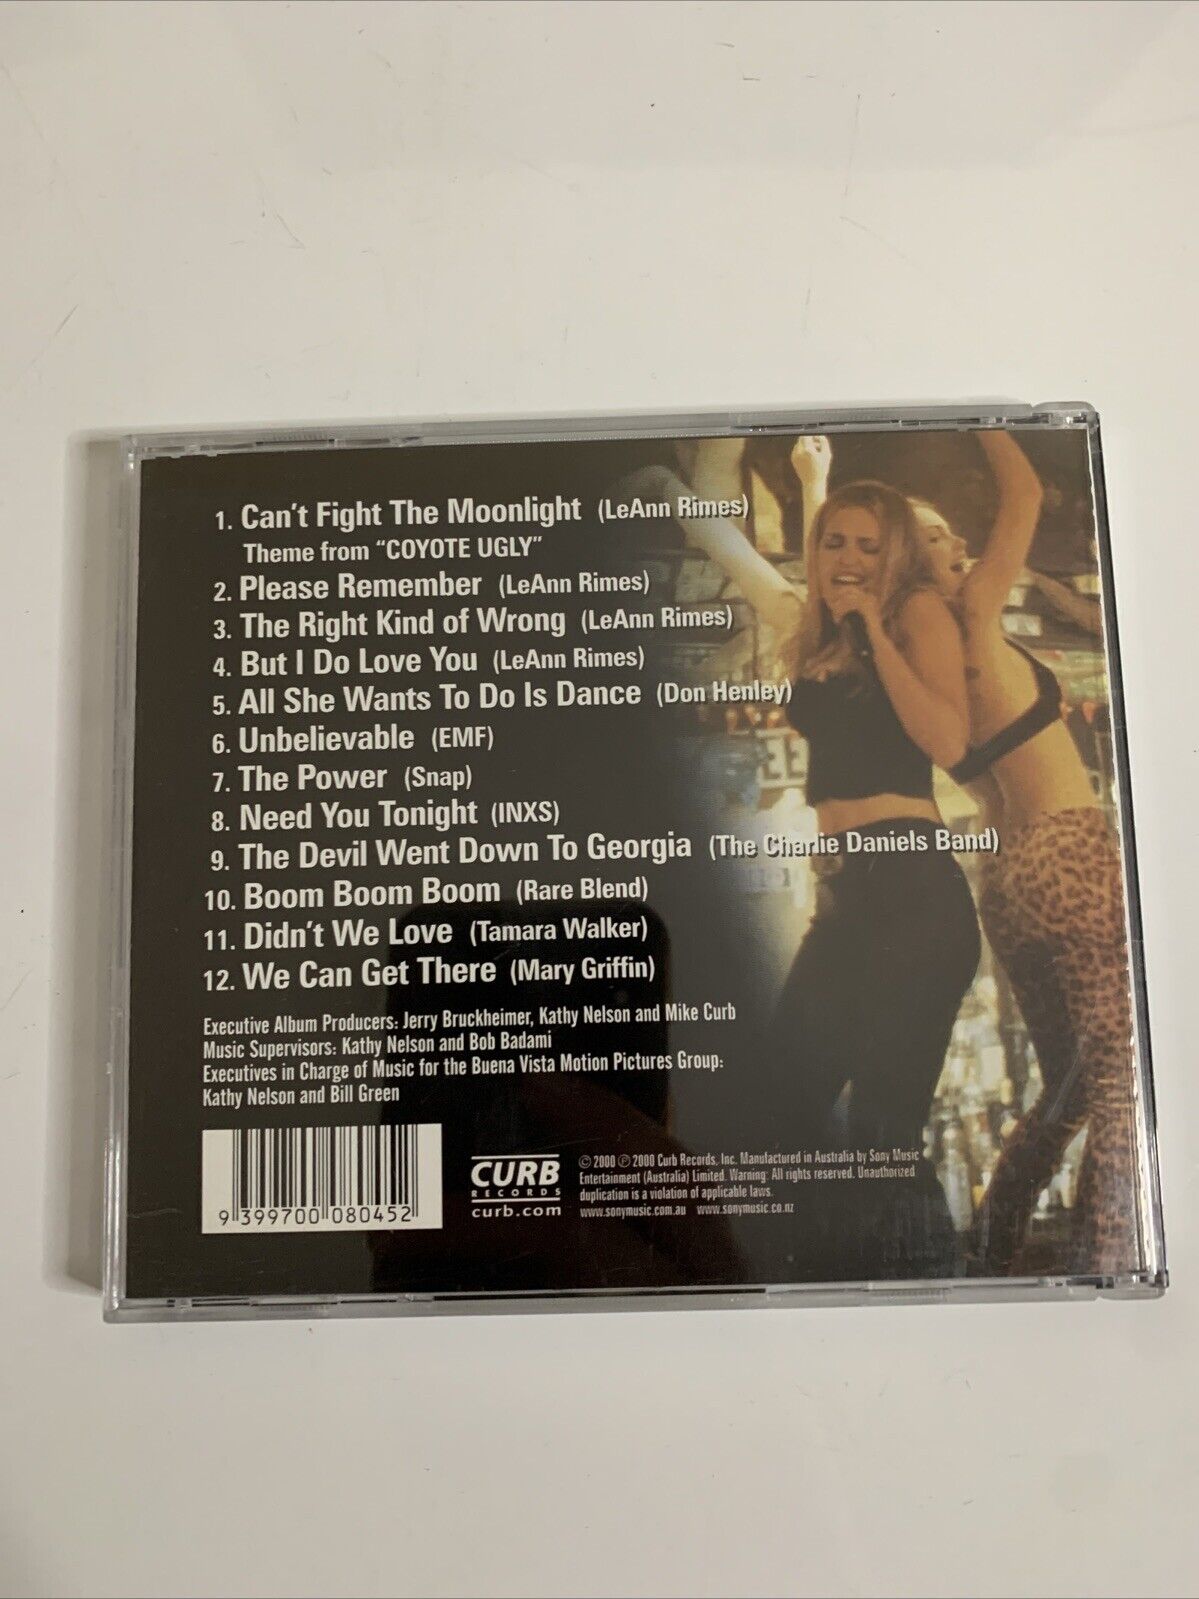 1. Can't Fight The Moonlight (LeAnn Rimes)
Theme from "COYOTE UGLY"
2. Please Remember (LeAnn Rimes)
3. The Right Kind of Wrong (LeAnn Rimes)
4. But I Do Love You (LeAnn Rimes)
5. All She Wants To Do Is Dance (Don Henley)
6. Unbelievable (EMF)
7. The Power (Snap)
8. Need You Tonight (INXS)
9. The Devil Went Down To Georgia (The Charlie Daniels Band)
10. Boom Boom Boom (Rare Blend)
11. Didn't We Love (Tamara Walker)
12. We Can Get There (Mary Griffin)
Executive Album Producers: Jerry Bruckheimer, Kathy Nelson and Mike Curb
Music Supervisors: Kathy Nelson and Bob Badami
Executives in Charge of Music for the Buena Vista Motion Pictures Group:
Kathy Nelson and Bill Green
9 399700 080452
CURB
RECORDS
curb.com
© 2000 ℗ 2000 Curb Records, Inc. Manufactured in Australia by Sony Music
Entertainment (Australia) Limited. Warning: All rights reserved. Unauthorized
duplication is a violation of applicable laws.
www.sonymusic.com.au www.sonymusic.co.nz